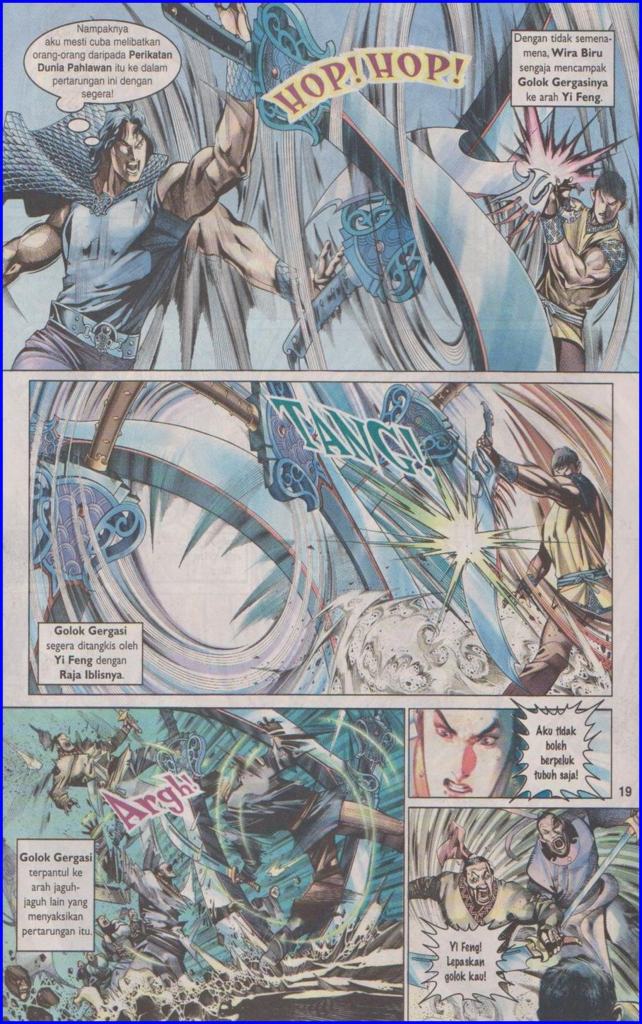 Nampaknya
aku mesti cuba melibatkan
orang-orang daripada Perikatan
Dunia Pahlawan itu ke dalam
pertarungan ini dengan
segera!
HOP! HOP!
Dengan tidak semena-
mena, Wira Biru
sengaja mencampak
Golok Gergasinya
ke arah Yi Feng.
TANG!
Golok Gergasi
segera ditangkis oleh
Yi Feng dengan
Raja Iblisnya.
Argh!
Golok Gergasi
terpantul ke
arah jaguh-
jaguh lain yang
menyaksikan
pertarungan itu.
Aku tidak
boleh
berpeluk
tubuh saja!
19
Yi Feng!
Lepaskan
golok kau!